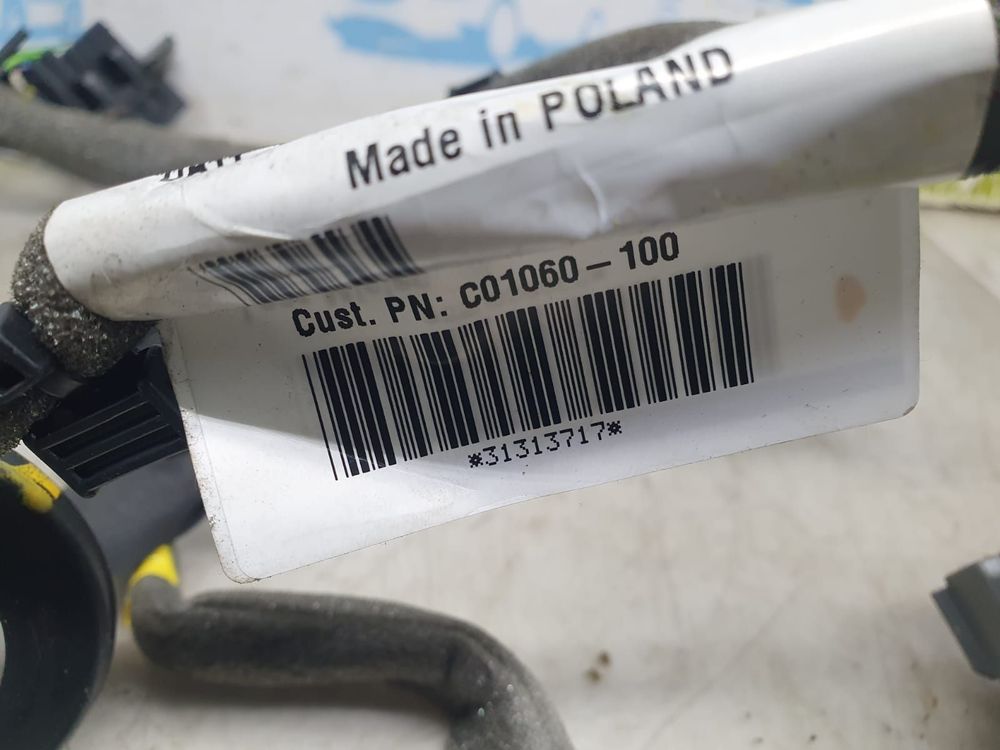 Made in POLAND
Cust. PN: C01060-100
*31313717*